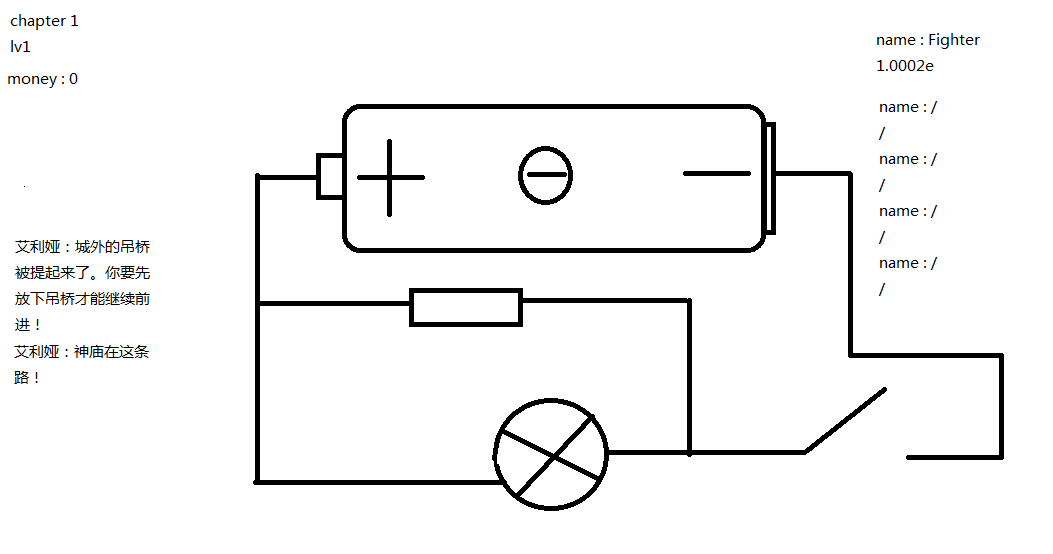 chapter 1
lv1
money : 0
艾利娅：城外的吊桥
被提起来了。你要先
放下吊桥才能继续前
进！
艾利娅：神庙在这条
路！
name : Fighter
1.0002e
name : /
/
name : /
/
name : /
/
name : /
/